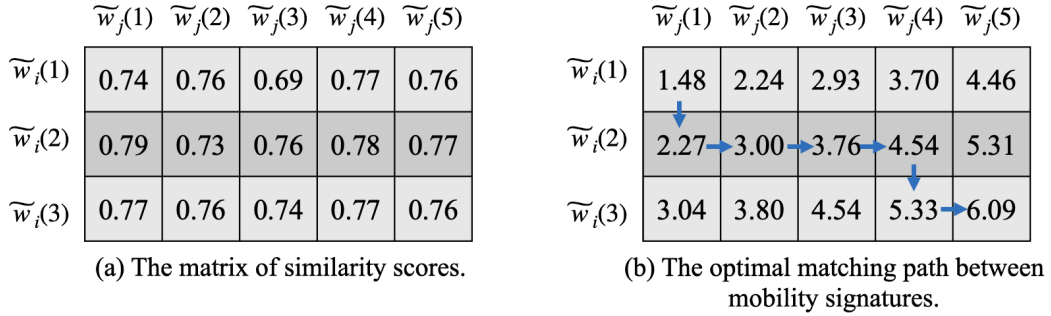 w̃ⱼ(1) w̃ⱼ(2) w̃ⱼ(3) w̃ⱼ(4) w̃ⱼ(5)
w̃ᵢ(1) 0.74 0.76 0.69 0.77 0.76
w̃ᵢ(2) 0.79 0.73 0.76 0.78 0.77
w̃ᵢ(3) 0.77 0.76 0.74 0.77 0.76
(a) The matrix of similarity scores.
w̃ⱼ(1) w̃ⱼ(2) w̃ⱼ(3) w̃ⱼ(4) w̃ⱼ(5)
w̃ᵢ(1) 1.48 2.24 2.93 3.70 4.46
w̃ᵢ(2) 2.27 3.00 3.76 4.54 5.31
w̃ᵢ(3) 3.04 3.80 4.54 5.33 6.09
(b) The optimal matching path between
mobility signatures.